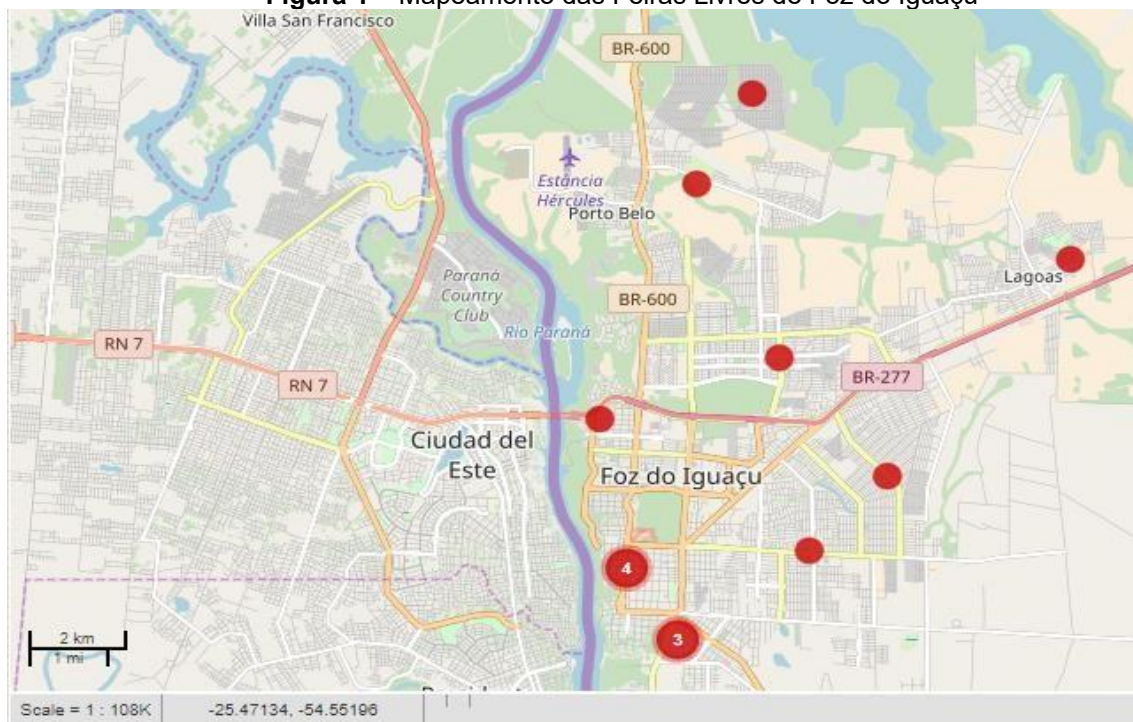 Figura 1 – Mapeamento das Feiras Livres de Foz do Iguaçu
Villa San Francisco
BR-600
Estância
Hércules
Porto Belo
Lagoas
Paraná
Country
Club
BR-600
Rio Paraná
RN 7
RN 7
BR-277
Ciudad del
Este
Foz do Iguaçu
4
3
2 km
1 mi
Scale = 1 : 108K
-25.47134, -54.55196